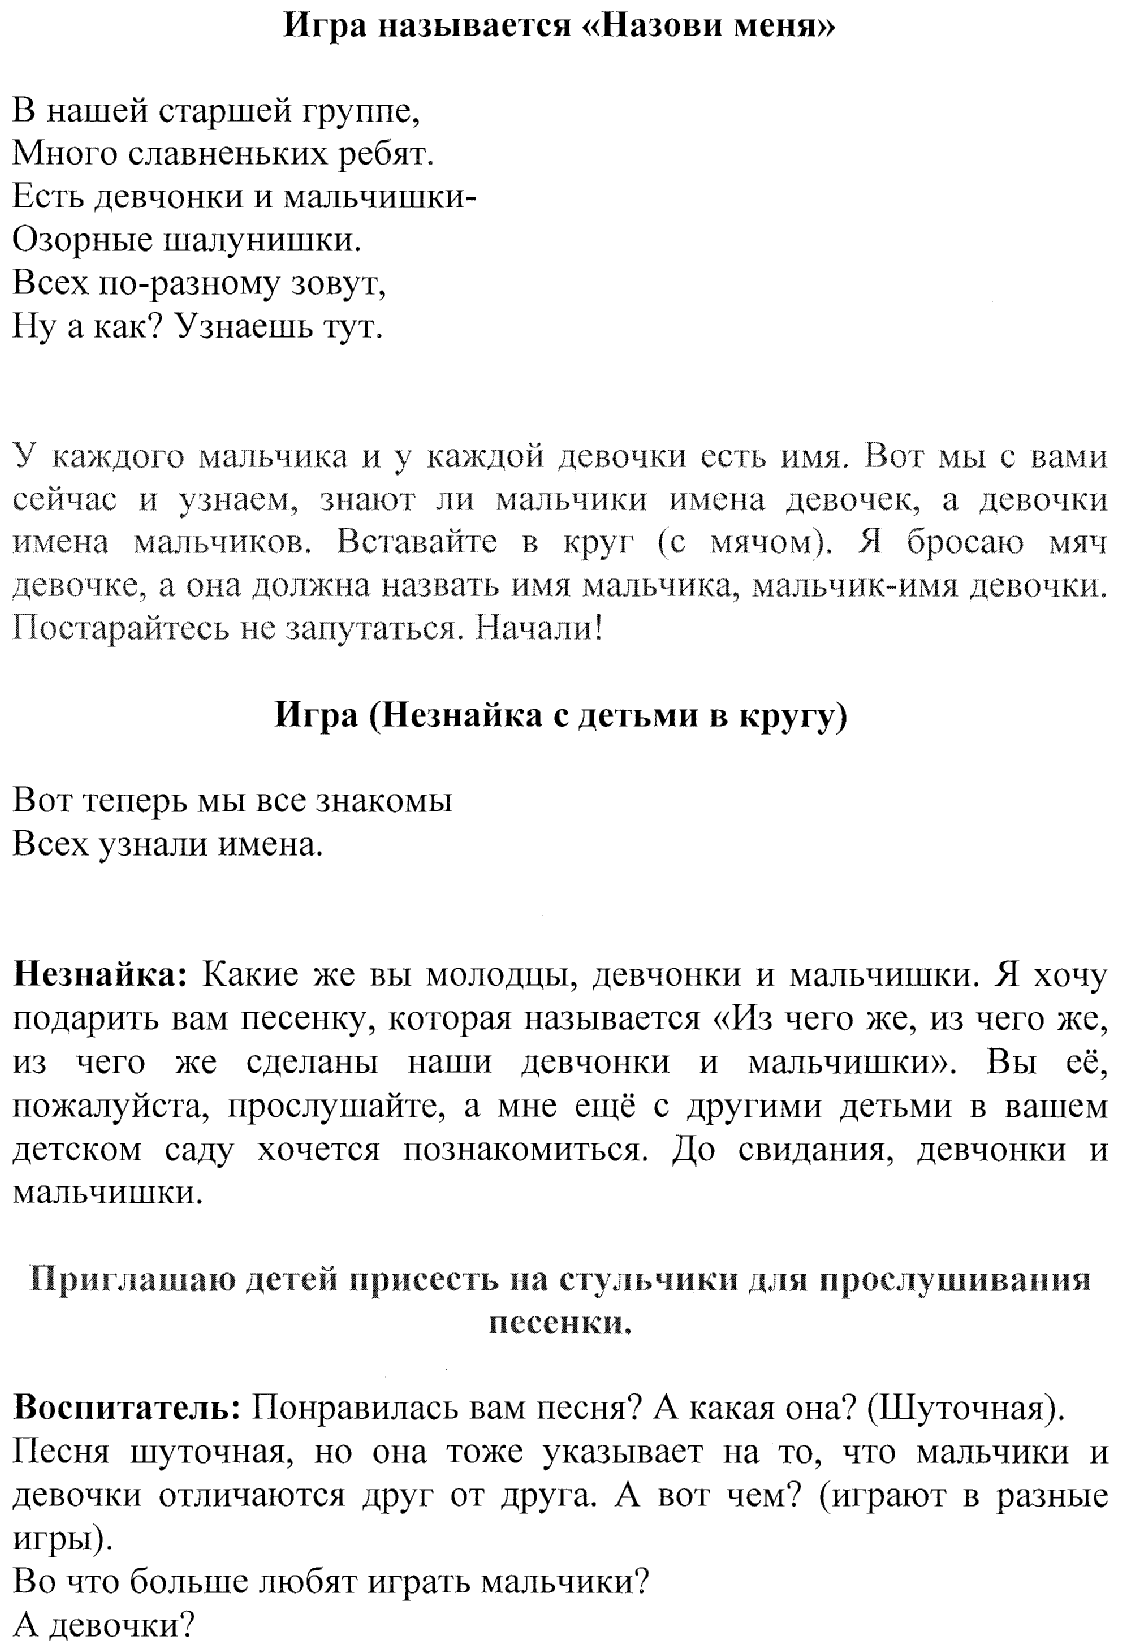 Игра называется «Назови меня»
В нашей старшей группе,
Много славненьких ребят.
Есть девчонки и мальчишки-
Озорные шалунишки.
Всех по-разному зовут,
Ну а как? Узнаешь тут.
У каждого мальчика и у каждой девочки есть имя. Вот мы с вами
сейчас и узнаем, знают ли мальчики имена девочек, а девочки
имена мальчиков. Вставайте в круг (с мячом). Я бросаю мяч
девочке, а она должна назвать имя мальчика, мальчик-имя девочки.
Постарайтесь не запутаться. Начали!
Игра (Незнайка с детьми в кругу)
Вот теперь мы все знакомы
Всех узнали имена.
Незнайка: Какие же вы молодцы, девчонки и мальчишки. Я хочу
подарить вам песенку, которая называется «Из чего же, из чего же,
из чего же сделаны наши девчонки и мальчишки». Вы её,
пожалуйста, прослушайте, а мне ещё с другими детьми в вашем
детском саду хочется познакомиться. До свидания, девчонки и
мальчишки.
Приглашаю детей присесть на стульчики для прослушивания
песенки.
Воспитатель: Понравилась вам песня? А какая она? (Шуточная).
Песня шуточная, но она тоже указывает на то, что мальчики и
девочки отличаются друг от друга. А вот чем? (играют в разные
игры).
Во что больше любят играть мальчики?
А девочки?